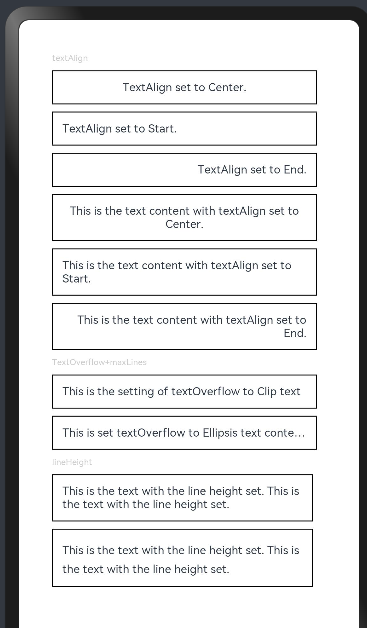 textAlign
TextAlign set to Center.
TextAlign set to Start.
TextAlign set to End.
This is the text content with textAlign set to
Center.
This is the text content with textAlign set to
Start.
This is the text content with textAlign set to
End.
TextOverflow+maxLines
This is the setting of textOverflow to Clip text
This is set textOverflow to Ellipsis text conte...
lineHeight
This is the text with the line height set. This is
the text with the line height set.
This is the text with the line height set. This is
the text with the line height set.